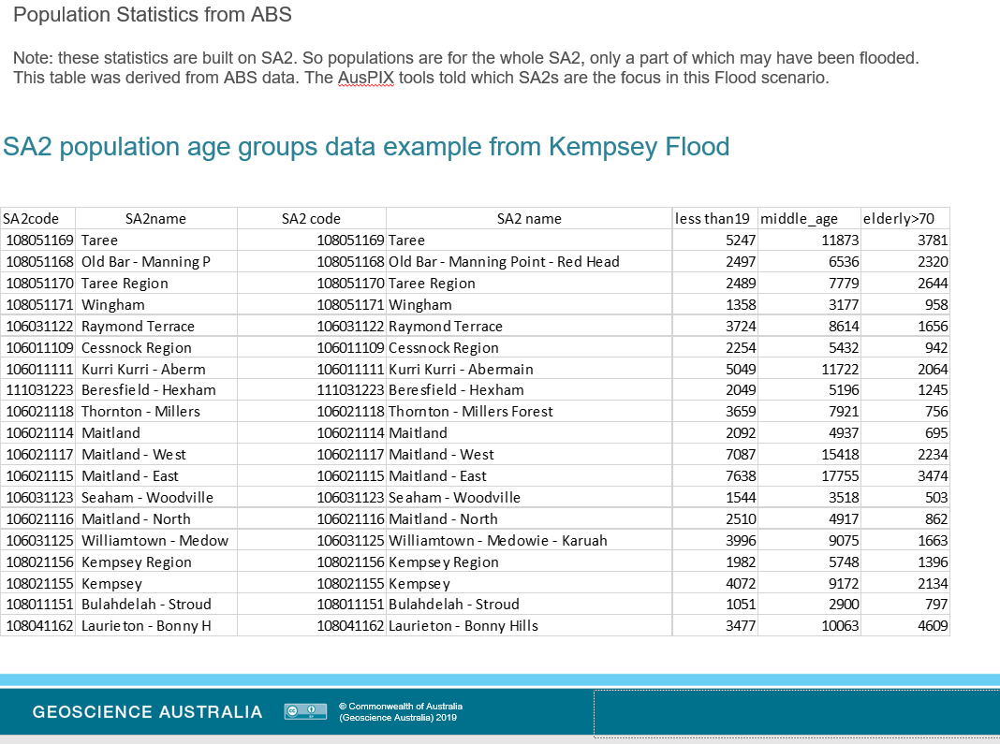 Population Statistics from ABS
Note: these statistics are built on SA2. So populations are for the whole SA2, only a part of which may have been flooded.
This table was derived from ABS data. The AusPIX tools told which SA2s are the focus in this Flood scenario.
SA2 population age groups data example from Kempsey Flood
SA2code SA2name SA2 code SA2 name less than19 middle_age elderly>70
108051169 Taree 108051169 Taree 5247 11873 3781
108051168 Old Bar - Manning P 108051168 Old Bar - Manning Point - Red Head 2497 6536 2320
108051170 Taree Region 108051170 Taree Region 2489 7779 2644
108051171 Wingham 108051171 Wingham 1358 3177 958
106031122 Raymond Terrace 106031122 Raymond Terrace 3724 8614 1656
106011109 Cessnock Region 106011109 Cessnock Region 2254 5432 942
106011111 Kurri Kurri - Aberm 106011111 Kurri Kurri - Abermain 5049 11722 2064
111031223 Beresfield - Hexham 111031223 Beresfield - Hexham 2049 5196 1245
106021118 Thornton - Millers 106021118 Thornton - Millers Forest 3659 7921 756
106021114 Maitland 106021114 Maitland 2092 4937 695
106021117 Maitland - West 106021117 Maitland - West 7087 15418 2234
106021115 Maitland - East 106021115 Maitland - East 7638 17755 3474
106031123 Seaham - Woodville 106031123 Seaham - Woodville 1544 3518 503
106021116 Maitland - North 106021116 Maitland - North 2510 4917 862
106031125 Williamtown - Medow 106031125 Williamtown - Medowie - Karuah 3996 9075 1663
108021156 Kempsey Region 108021156 Kempsey Region 1982 5748 1396
108021155 Kempsey 108021155 Kempsey 4072 9172 2134
108011151 Bulahdelah - Stroud 108011151 Bulahdelah - Stroud 1051 2900 797
108041162 Laurieton - Bonny H 108041162 Laurieton - Bonny Hills 3477 10063 4609
GEOSCIENCE AUSTRALIA
cc
BY
© Commonwealth of Australia
(Geoscience Australia) 2019